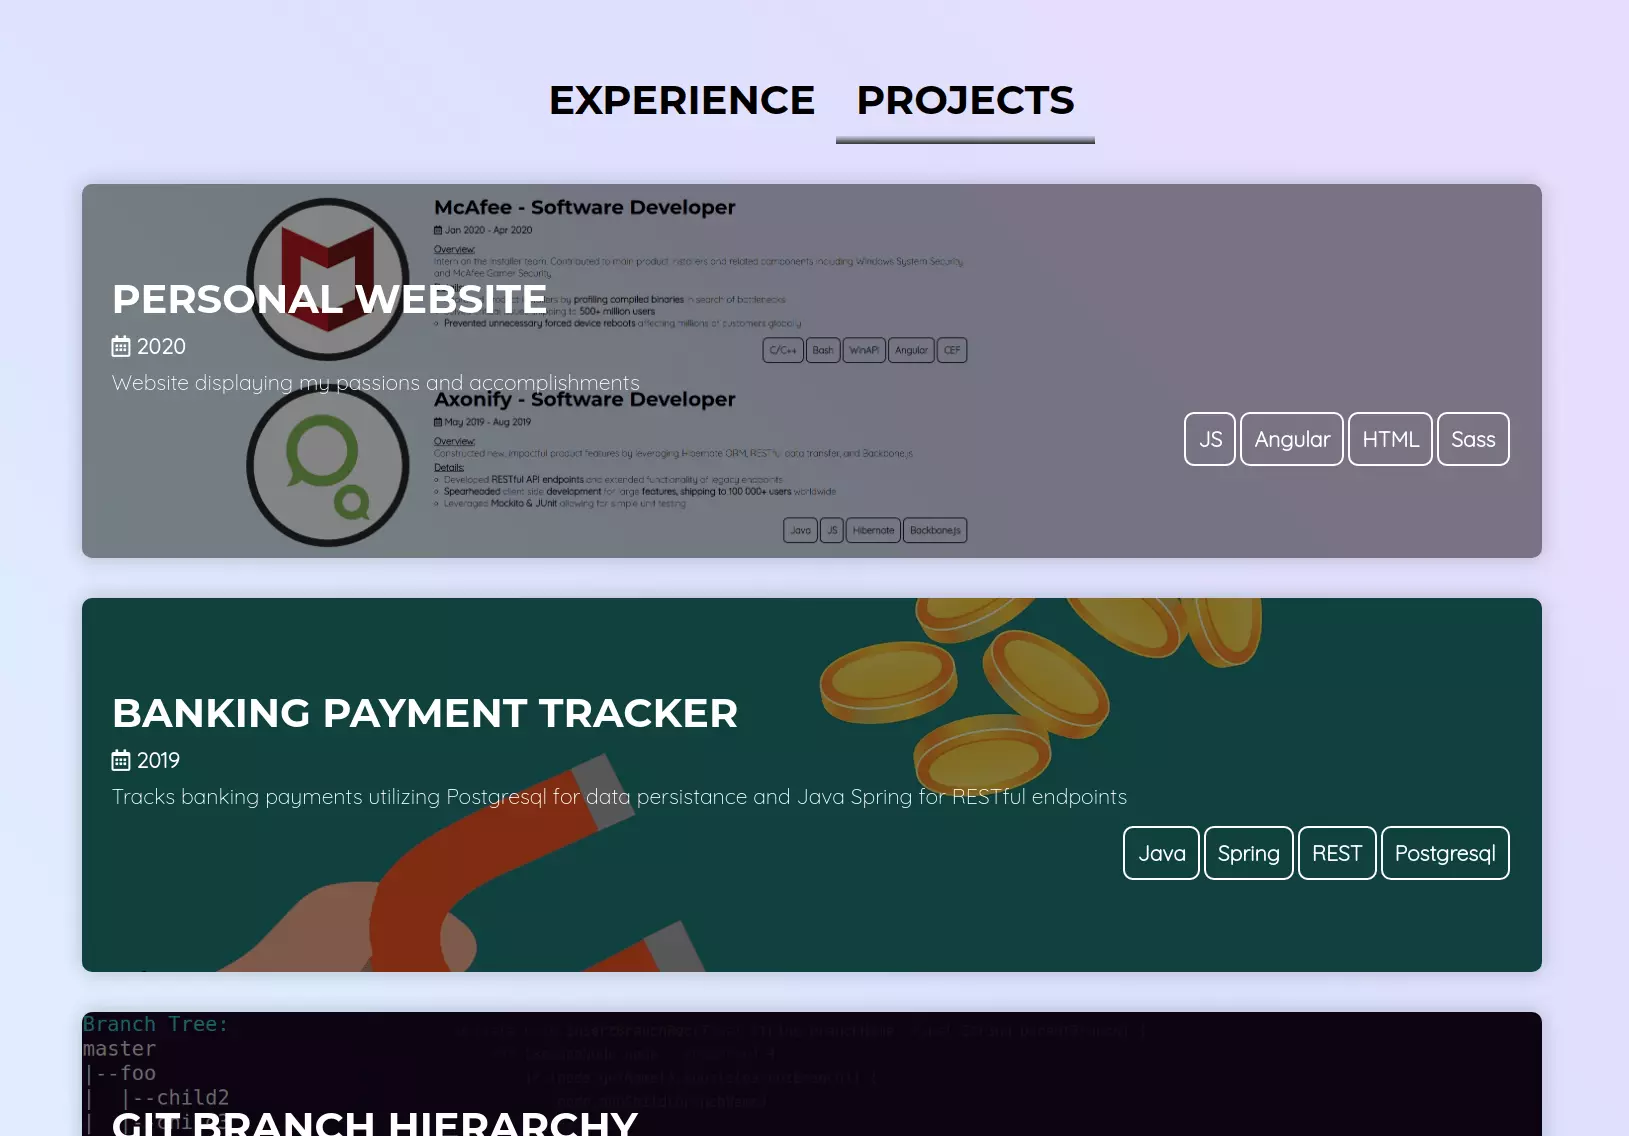 EXPERIENCE PROJECTS
McAfee - Software Developer
Jan 2020 - Apr 2020
Overview:
Intern on the Installer team. Contributed to main product installers and related components including Windows System Security
and McAfee Gamer Security.
PERSONAL WEBSITE
by profiling compiled binaries in search of bottlenecks
shipping to 500+ million users
Prevented unnecessary forced device reboots affecting millions of customers globally
2020
C/C++ Bash WinAPI Angular CEF
Website displaying my passions and accomplishments
Axonify - Software Developer
May 2019 - Aug 2019
Overview:
Constructed new, impactful product features by leveraging Hibernate ORM, RESTful data transfer, and Backbone.js
Details:
Developed RESTful API endpoints and extended functionality of legacy endpoints
Spearheaded client side development for large features, shipping to 100 000+ users worldwide
Leveraged Mockito & JUnit allowing for simple unit testing
JS Angular HTML Sass
Java JS Hibernate Backbone.js
BANKING PAYMENT TRACKER
2019
Tracks banking payments utilizing Postgresql for data persistance and Java Spring for RESTful endpoints
Java Spring REST Postgresql
Branch Tree:
master
|--foo
| |--child2
GIT BRANCH HIERARCHY